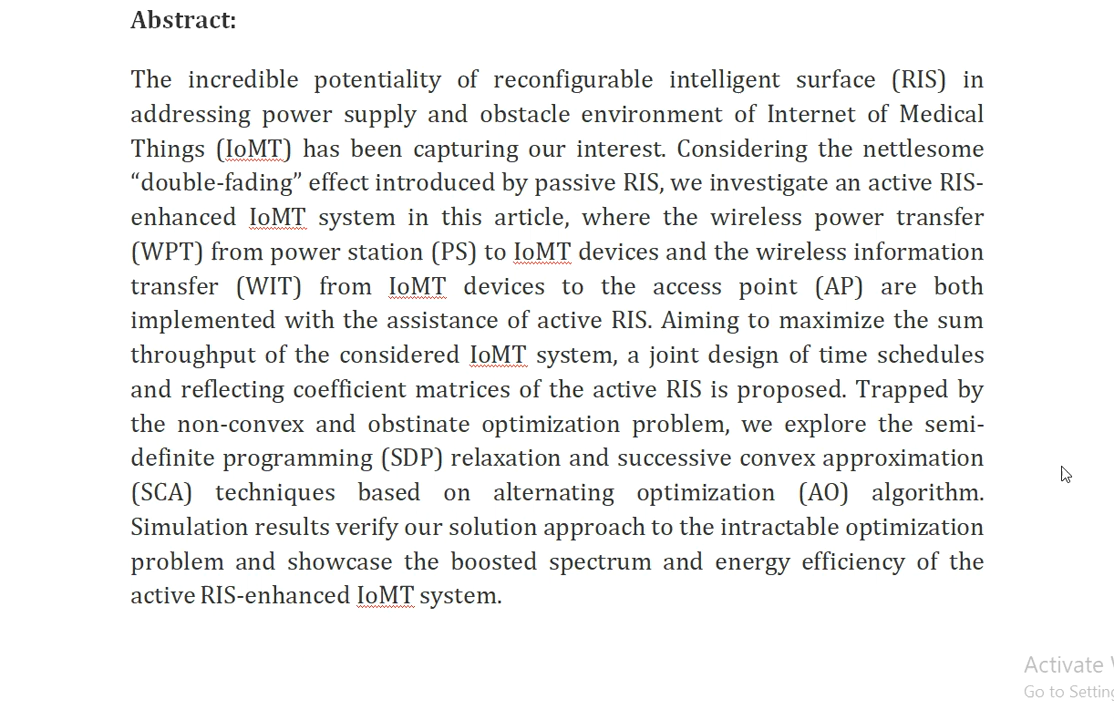 Abstract:
The incredible potentiality of reconfigurable intelligent surface (RIS) in
addressing power supply and obstacle environment of Internet of Medical
Things (IoMT) has been capturing our interest. Considering the nettlesome
“double-fading” effect introduced by passive RIS, we investigate an active RIS-
enhanced IoMT system in this article, where the wireless power transfer
(WPT) from power station (PS) to IoMT devices and the wireless information
transfer (WIT) from IoMT devices to the access point (AP) are both
implemented with the assistance of active RIS. Aiming to maximize the sum
throughput of the considered IoMT system, a joint design of time schedules
and reflecting coefficient matrices of the active RIS is proposed. Trapped by
the non-convex and obstinate optimization problem, we explore the semi-
definite programming (SDP) relaxation and successive convex approximation
(SCA) techniques based on alternating optimization (AO) algorithm.
Simulation results verify our solution approach to the intractable optimization
problem and showcase the boosted spectrum and energy efficiency of the
active RIS-enhanced IoMT system.
Activate
Go to Setting